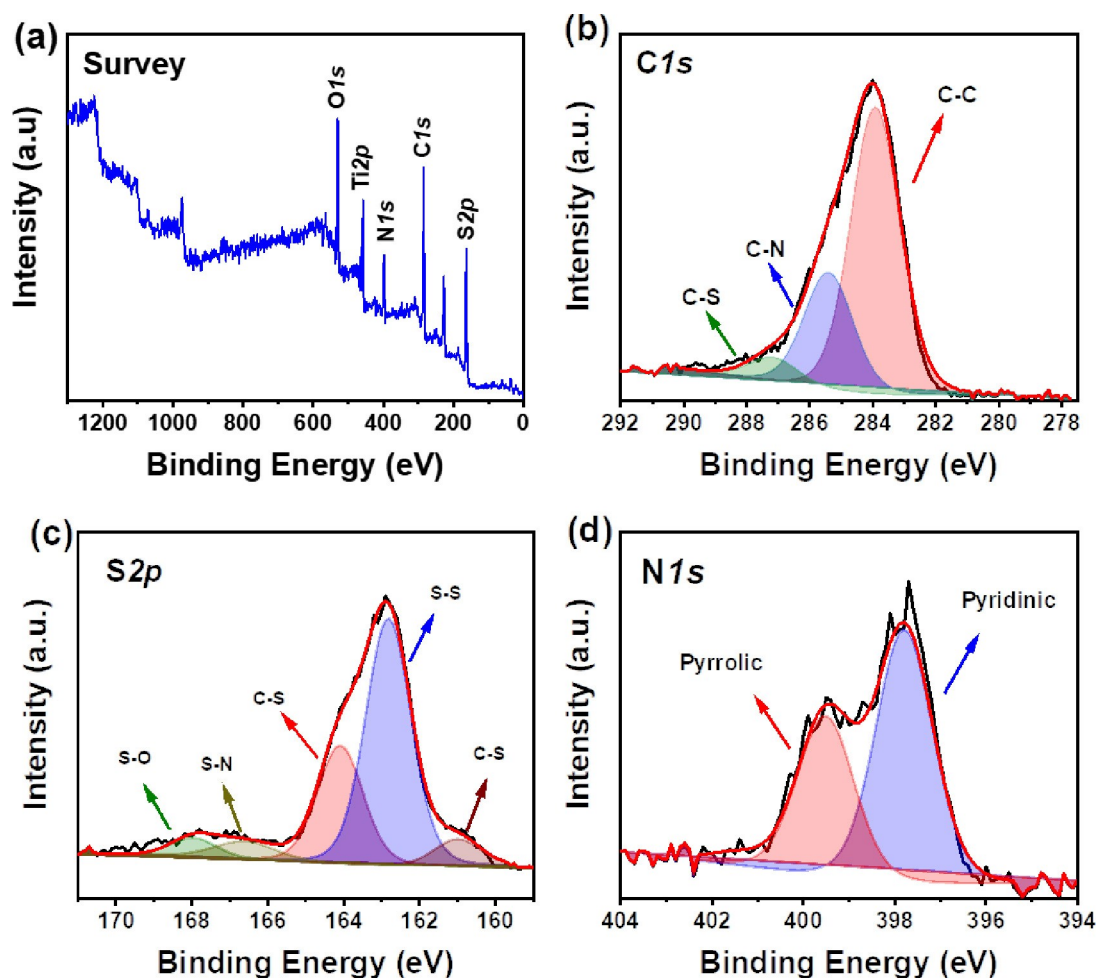 (a)
Survey
O1s
Ti2p
N1s
C1s
S2p
Intensity (a.u)
1200 1000 800 600 400 200 0
Binding Energy (eV)
(b)
C1s
C-C
C-N
C-S
Intensity (a.u.)
292 290 288 286 284 282 280 278
Binding Energy (eV)
(c)
S2p
S-S
C-S
S-O
S-N
C-S
Intensity (a.u.)
170 168 166 164 162 160
Binding Energy (eV)
(d)
N1s
Pyridinic
Pyrrolic
Intensity (a.u.)
404 402 400 398 396 394
Binding Energy (eV)